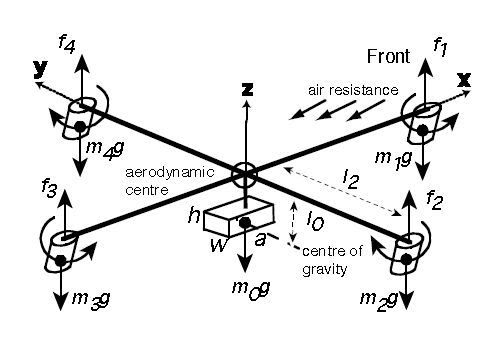 f4
f1
Front
y
z
x
air resistance
m4g
m1g
aerodynamic
centre
l2
f3
f2
h
l0
w
a
centre of
gravity
m0g
m3g
m2g